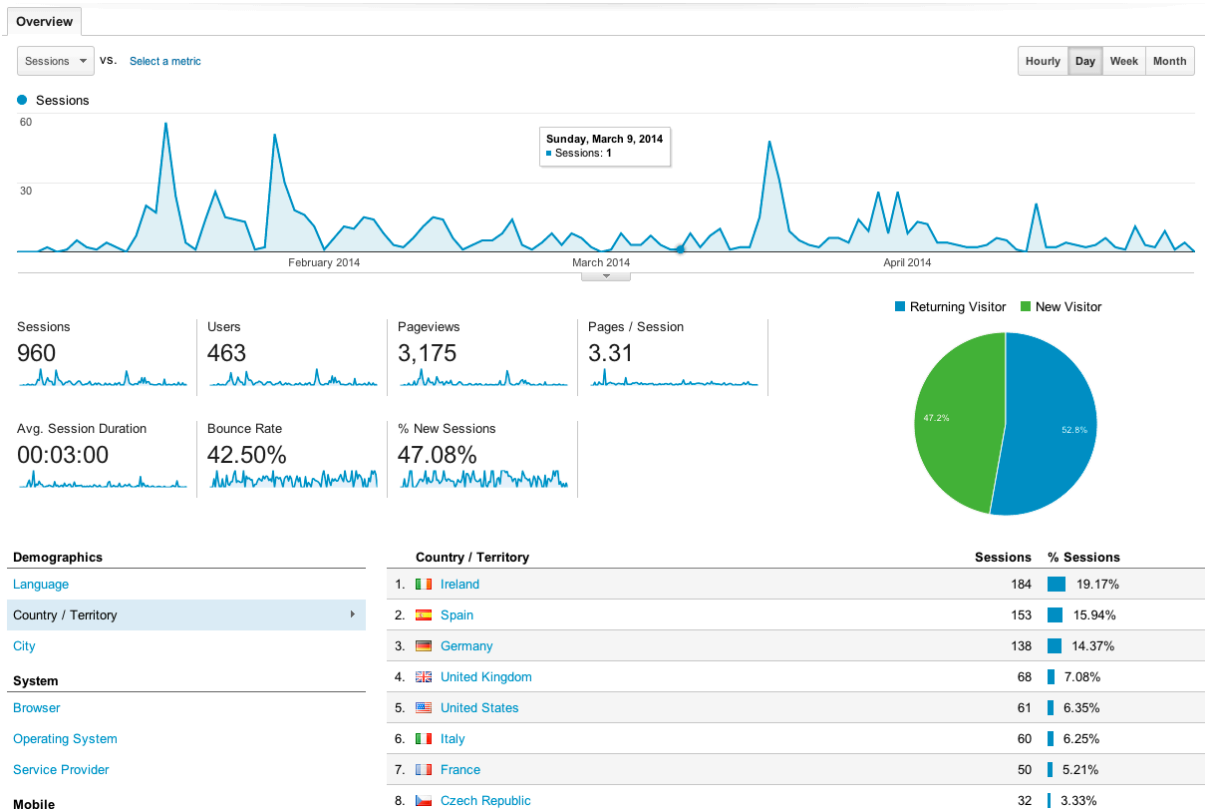 Overview
Sessions VS. Select a metric Hourly Day Week Month
Sessions
60
Sunday, March 9, 2014
Sessions: 1
30
February 2014 March 2014 April 2014
Returning Visitor New Visitor
Sessions Users Pageviews Pages / Session
960 463 3,175 3.31
47.2% 52.8%
Avg. Session Duration Bounce Rate % New Sessions
00:03:00 42.50% 47.08%
Demographics
Language
Country / Territory
City
System
Browser
Operating System
Service Provider
Mobile
Country / Territory Sessions % Sessions
1. Ireland 184 19.17%
2. Spain 153 15.94%
3. Germany 138 14.37%
4. United Kingdom 68 7.08%
5. United States 61 6.35%
6. Italy 60 6.25%
7. France 50 5.21%
8. Czech Republic 32 3.33%